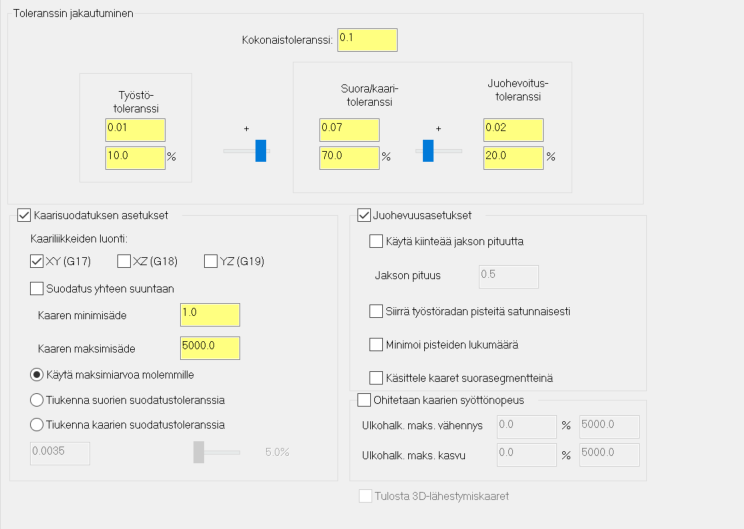 Toleranssin jakautuminen
Kokonaistoleranssi: 0.1
Työstö-
toleranssi
0.01
10.0 %
+
Suora/kaari-
toleranssi
0.07
70.0 %
+
Juohevoitus-
toleranssi
0.02
20.0 %
Kaarisuodatuksen asetukset
Kaariliikkeiden luonti:
XY (G17) XZ (G18) YZ (G19)
Suodatus yhteen suuntaan
Kaaren minimisäde 1.0
Kaaren maksimisäde 5000.0
Käytä maksimiarvoa molemmille
Tiukenna suorien suodatustoleranssia
Tiukenna kaarien suodatustoleranssia
0.0035 5.0%
Juohevuusasetukset
Käytä kiinteää jakson pituutta
Jakson pituus 0.5
Siirrä työstöradan pisteitä satunnaisesti
Minimoi pisteiden lukumäärä
Käsittele kaaret suorasegmentteinä
Ohitetaan kaarien syöttönopeus
Ulkohalk. maks. vähennys 0.0 % 5000.0
Ulkohalk. maks. kasvu 0.0 % 5000.0
Tulosta 3D-lähestymiskaaret